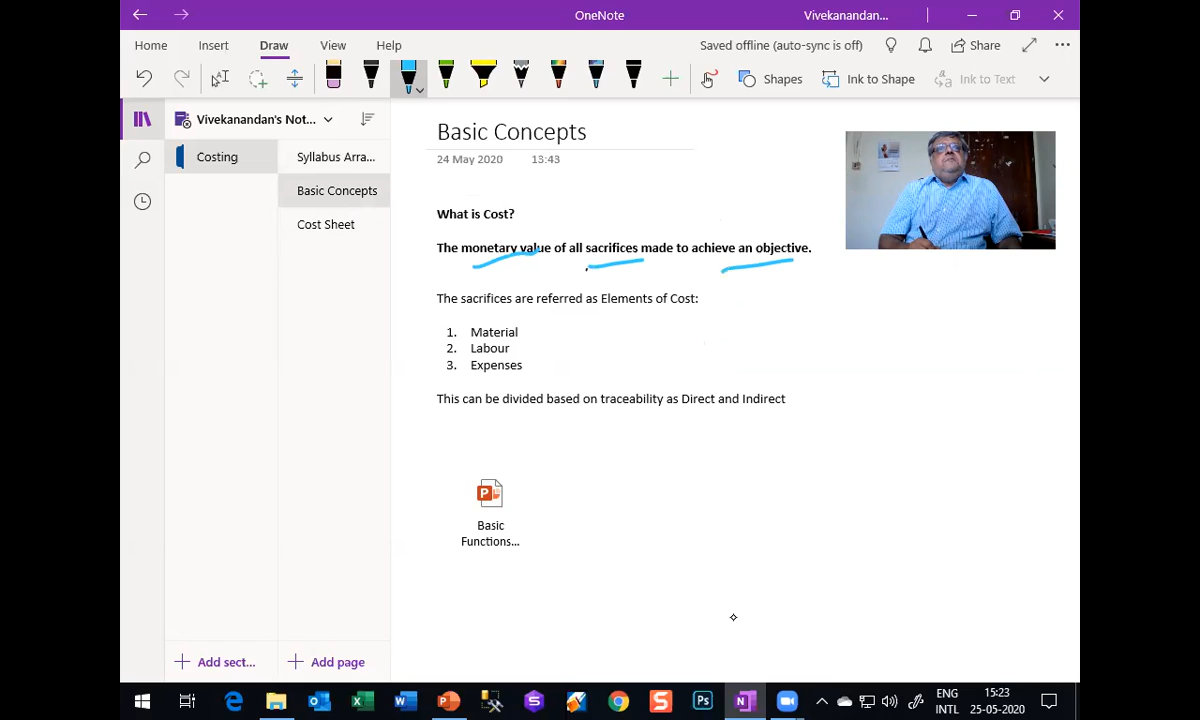 OneNote
Vivekanandan...
Home Insert Draw View Help
Saved offline (auto-sync is off)
Share
Shapes
Ink to Shape
Ink to Text
Vivekanandan's Not...
Costing
Syllabus Arra...
Basic Concepts
Cost Sheet
Basic Concepts
24 May 2020 13:43
What is Cost?
The monetary value of all sacrifices made to achieve an objective.
The sacrifices are referred as Elements of Cost:
1. Material
2. Labour
3. Expenses
This can be divided based on traceability as Direct and Indirect
Basic
Functions...
Add sect...
Add page
ENG
INTL
15:23
25-05-2020